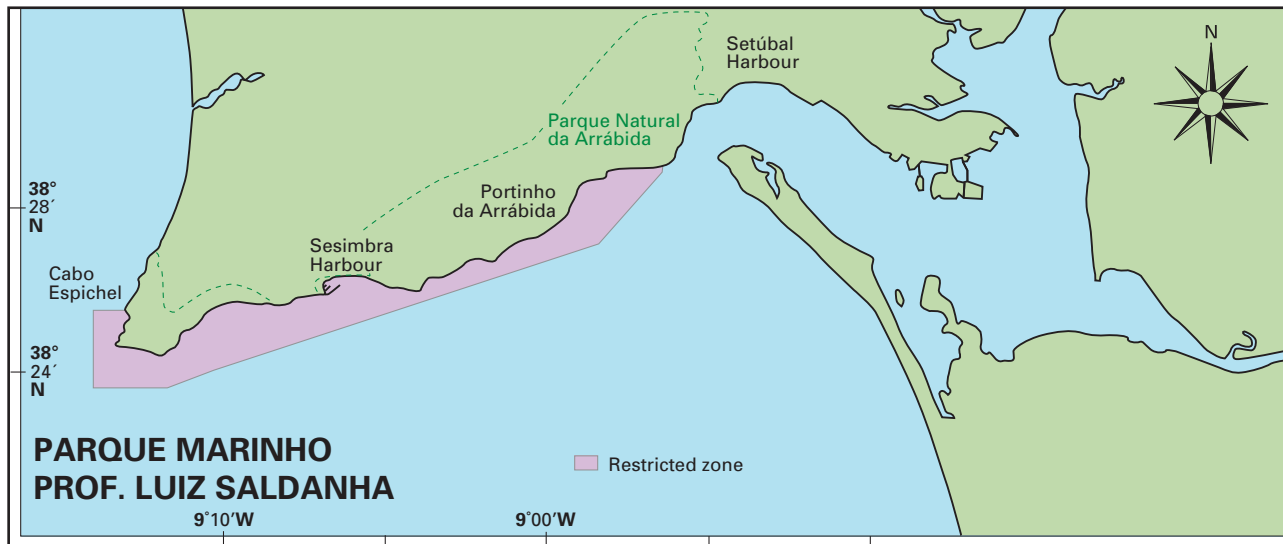 N
Setúbal
Harbour
Parque Natural
da Arrábida
38°
28´
N
Portinho
da Arrábida
Sesimbra
Harbour
Cabo
Espichel
38°
24´
N
PARQUE MARINHO
PROF. LUIZ SALDANHA
Restricted zone
9°10'W
9°00'W